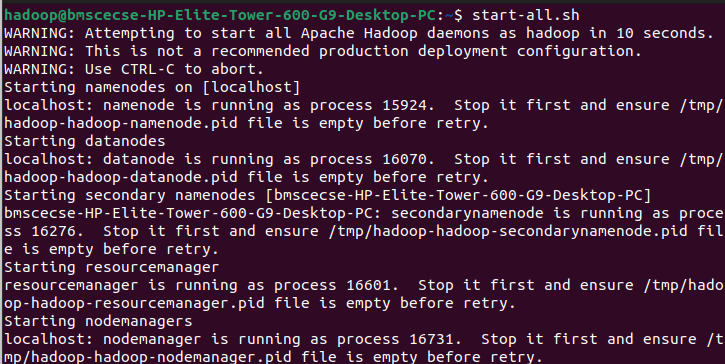 hadoop@bmscecse-HP-Elite-Tower-600-G9-Desktop-PC:~$ start-all.sh
WARNING: Attempting to start all Apache Hadoop daemons as hadoop in 10 seconds.
WARNING: This is not a recommended production deployment configuration.
WARNING: Use CTRL-C to abort.
Starting namenodes on [localhost]
localhost: namenode is running as process 15924.  Stop it first and ensure /tmp/
hadoop-hadoop-namenode.pid file is empty before retry.
Starting datanodes
localhost: datanode is running as process 16070.  Stop it first and ensure /tmp/
hadoop-hadoop-datanode.pid file is empty before retry.
Starting secondary namenodes [bmscecse-HP-Elite-Tower-600-G9-Desktop-PC]
bmscecse-HP-Elite-Tower-600-G9-Desktop-PC: secondarynamenode is running as proce
ss 16276.  Stop it first and ensure /tmp/hadoop-hadoop-secondarynamenode.pid fil
e is empty before retry.
Starting resourcemanager
resourcemanager is running as process 16601.  Stop it first and ensure /tmp/hado
op-hadoop-resourcemanager.pid file is empty before retry.
Starting nodemanagers
localhost: nodemanager is running as process 16731.  Stop it first and ensure /t
mp/hadoop-hadoop-nodemanager.pid file is empty before retry.